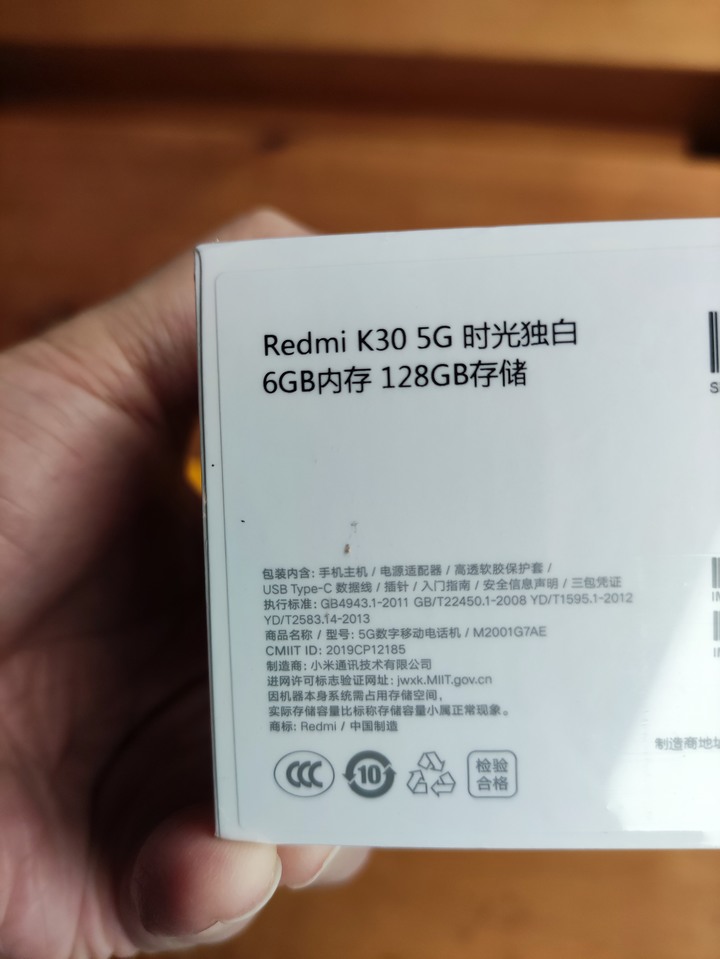 Redmi K30 5G 时光独白
6GB内存 128GB存储
包装内含: 手机主机 / 电源适配器 / 高透软胶保护套 /
USB Type-C 数据线 / 插针 / 入门指南 / 安全信息声明 / 三包凭证
执行标准: GB4943.1-2011 GB/T22450.1-2008 YD/T1595.1-2012
YD/T2583.14-2013
商品名称 / 型号: 5G数字移动电话机 / M2001G7AE
CMIIT ID: 2019CP12185
制造商: 小米通讯技术有限公司
进网许可标志验证网址: jwxk.MIIT.gov.cn
因机器本身系统需占用存储空间,
实际存储容量比标称存储容量小属正常现象。
商标: Redmi / 中国制造
制造商地
CCC
10
检验
合格